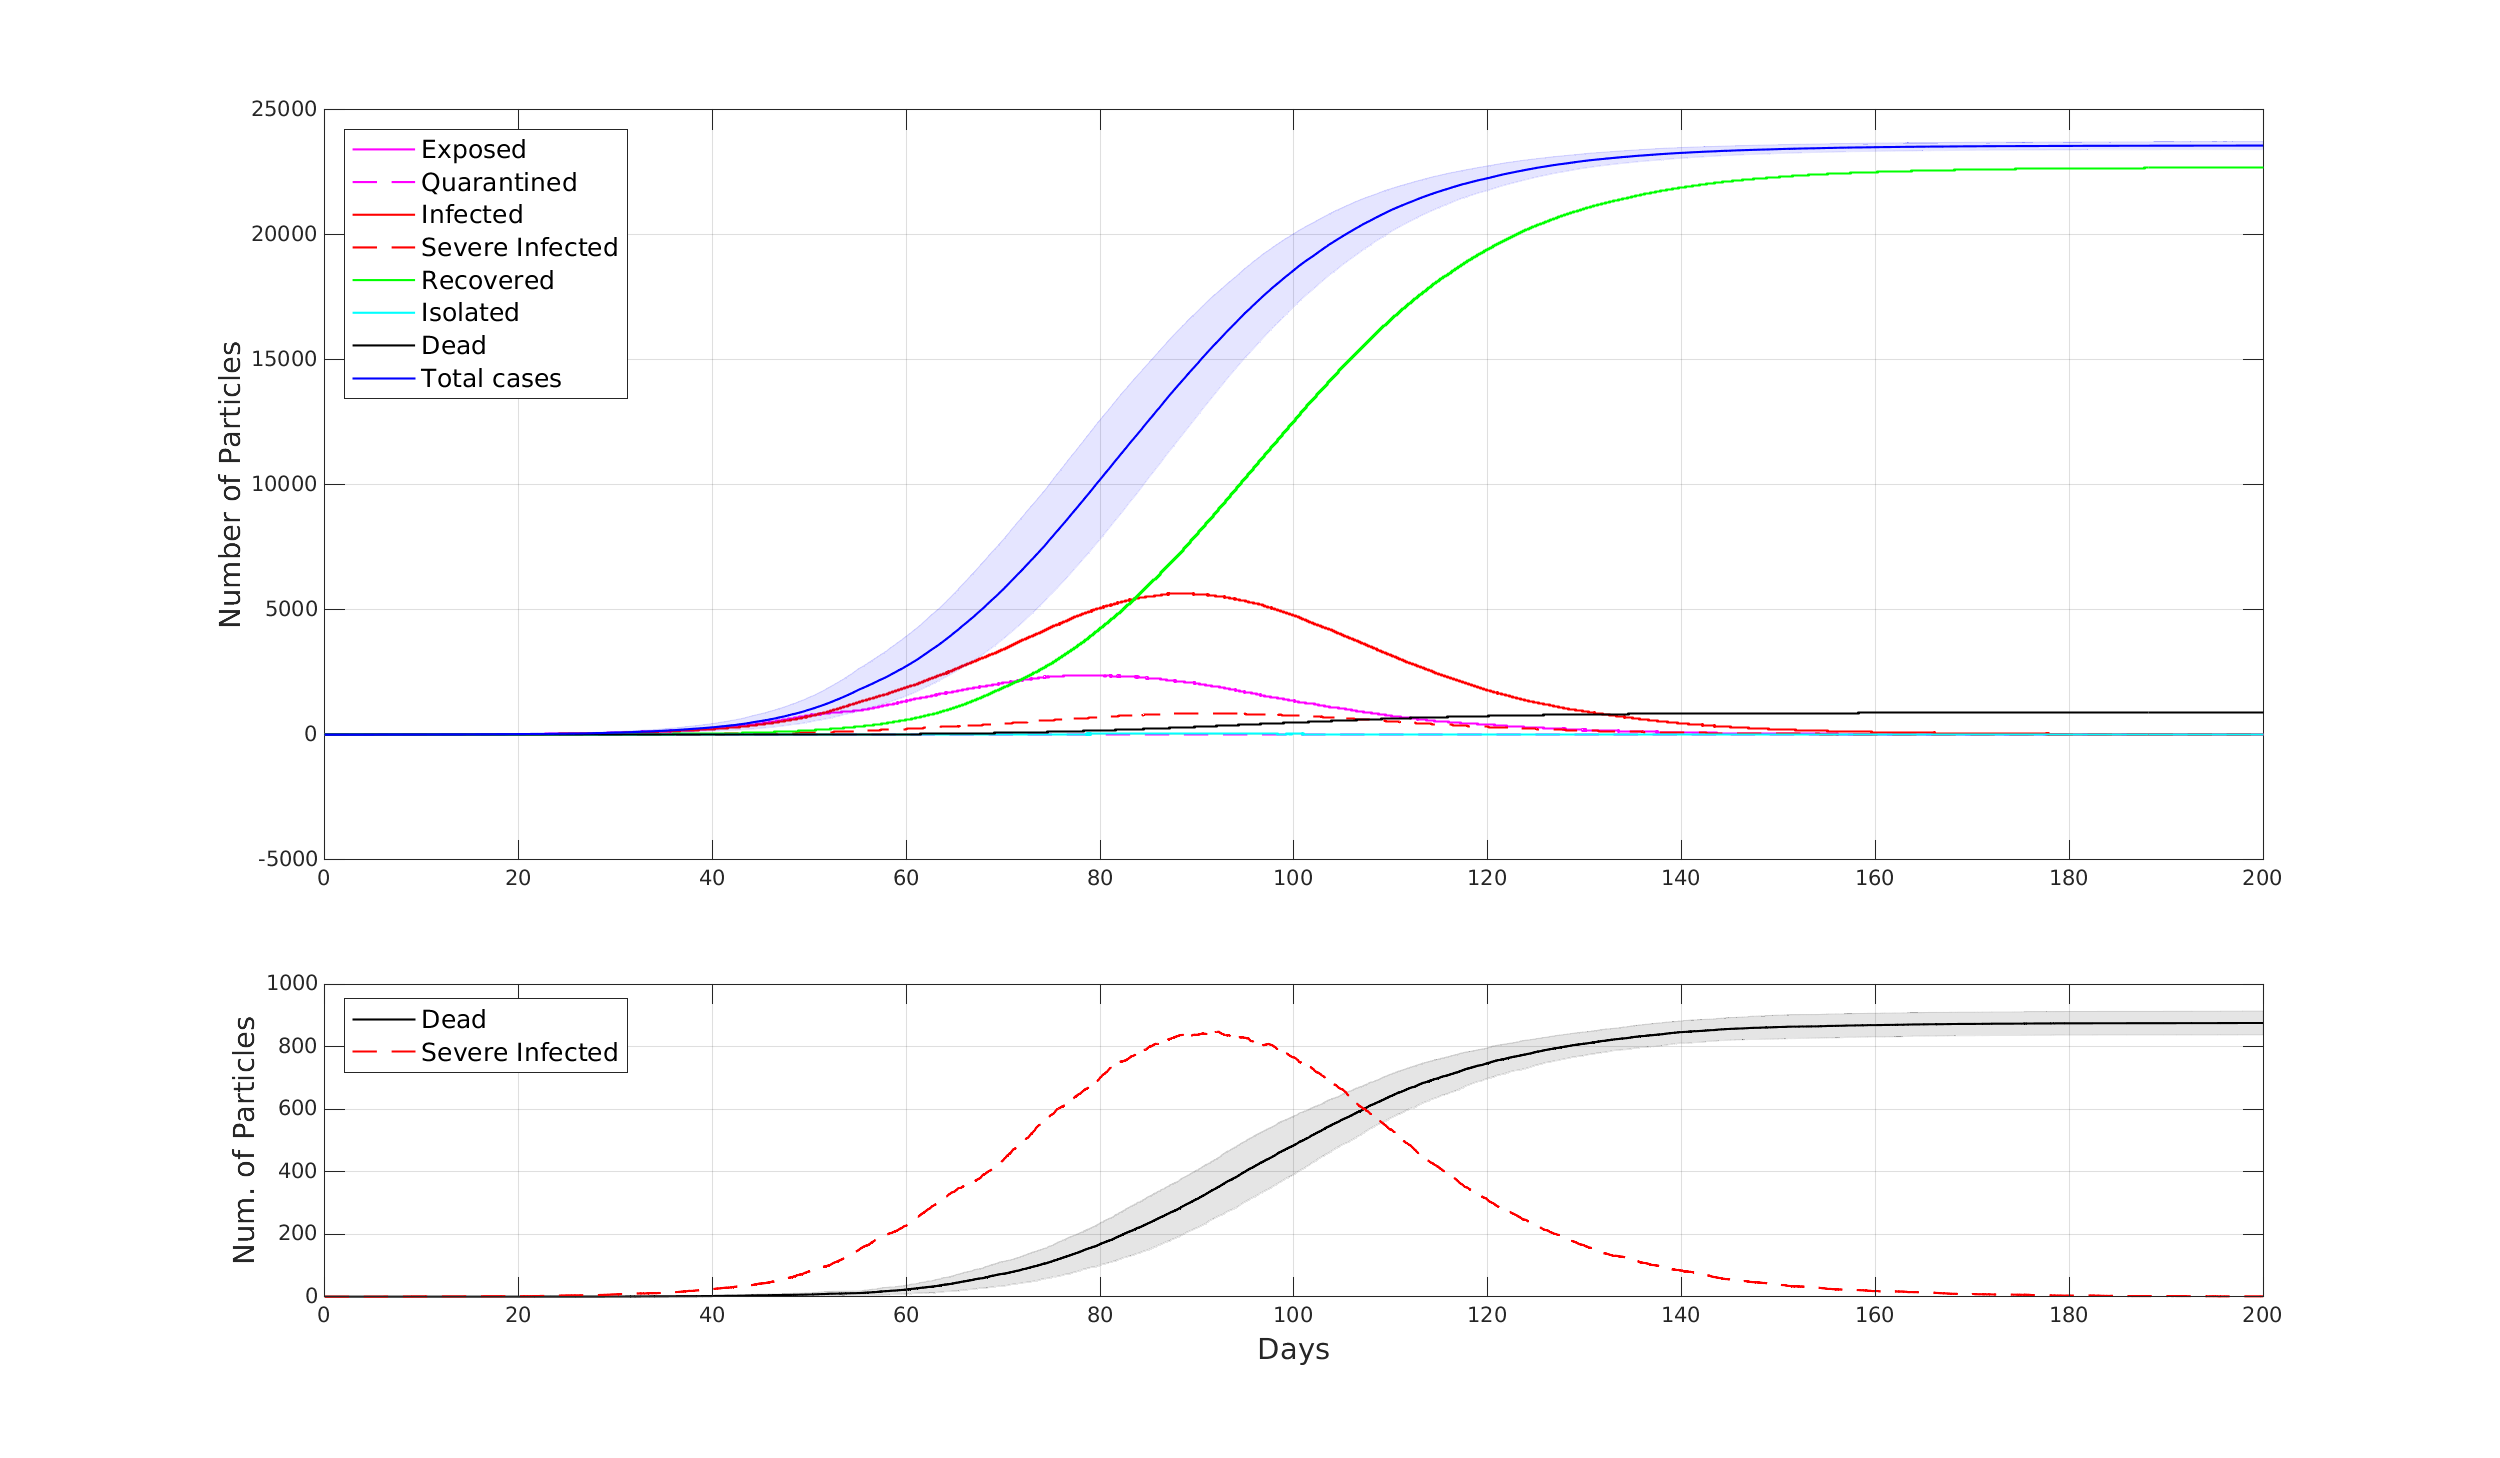 25000
20000
15000
10000
5000
0
-5000
Number of Particles
Exposed
Quarantined
Infected
Severe Infected
Recovered
Isolated
Dead
Total cases
0 20 40 60 80 100 120 140 160 180 200
1000
800
600
400
200
0
Num. of Particles
Dead
Severe Infected
0 20 40 60 80 100 120 140 160 180 200
Days